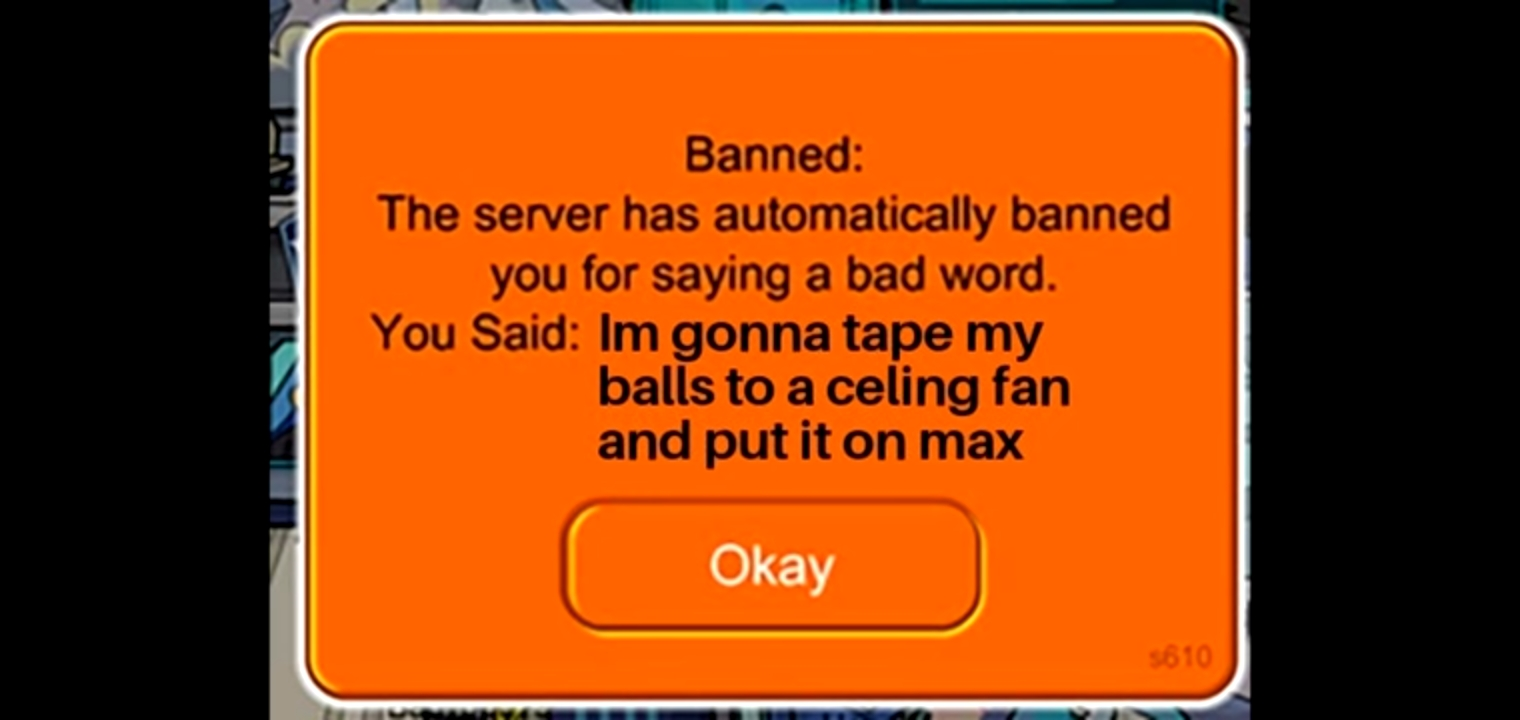 Banned:
The server has automatically banned
you for saying a bad word.
You Said: Im gonna tape my
balls to a celing fan
and put it on max
Okay
s610